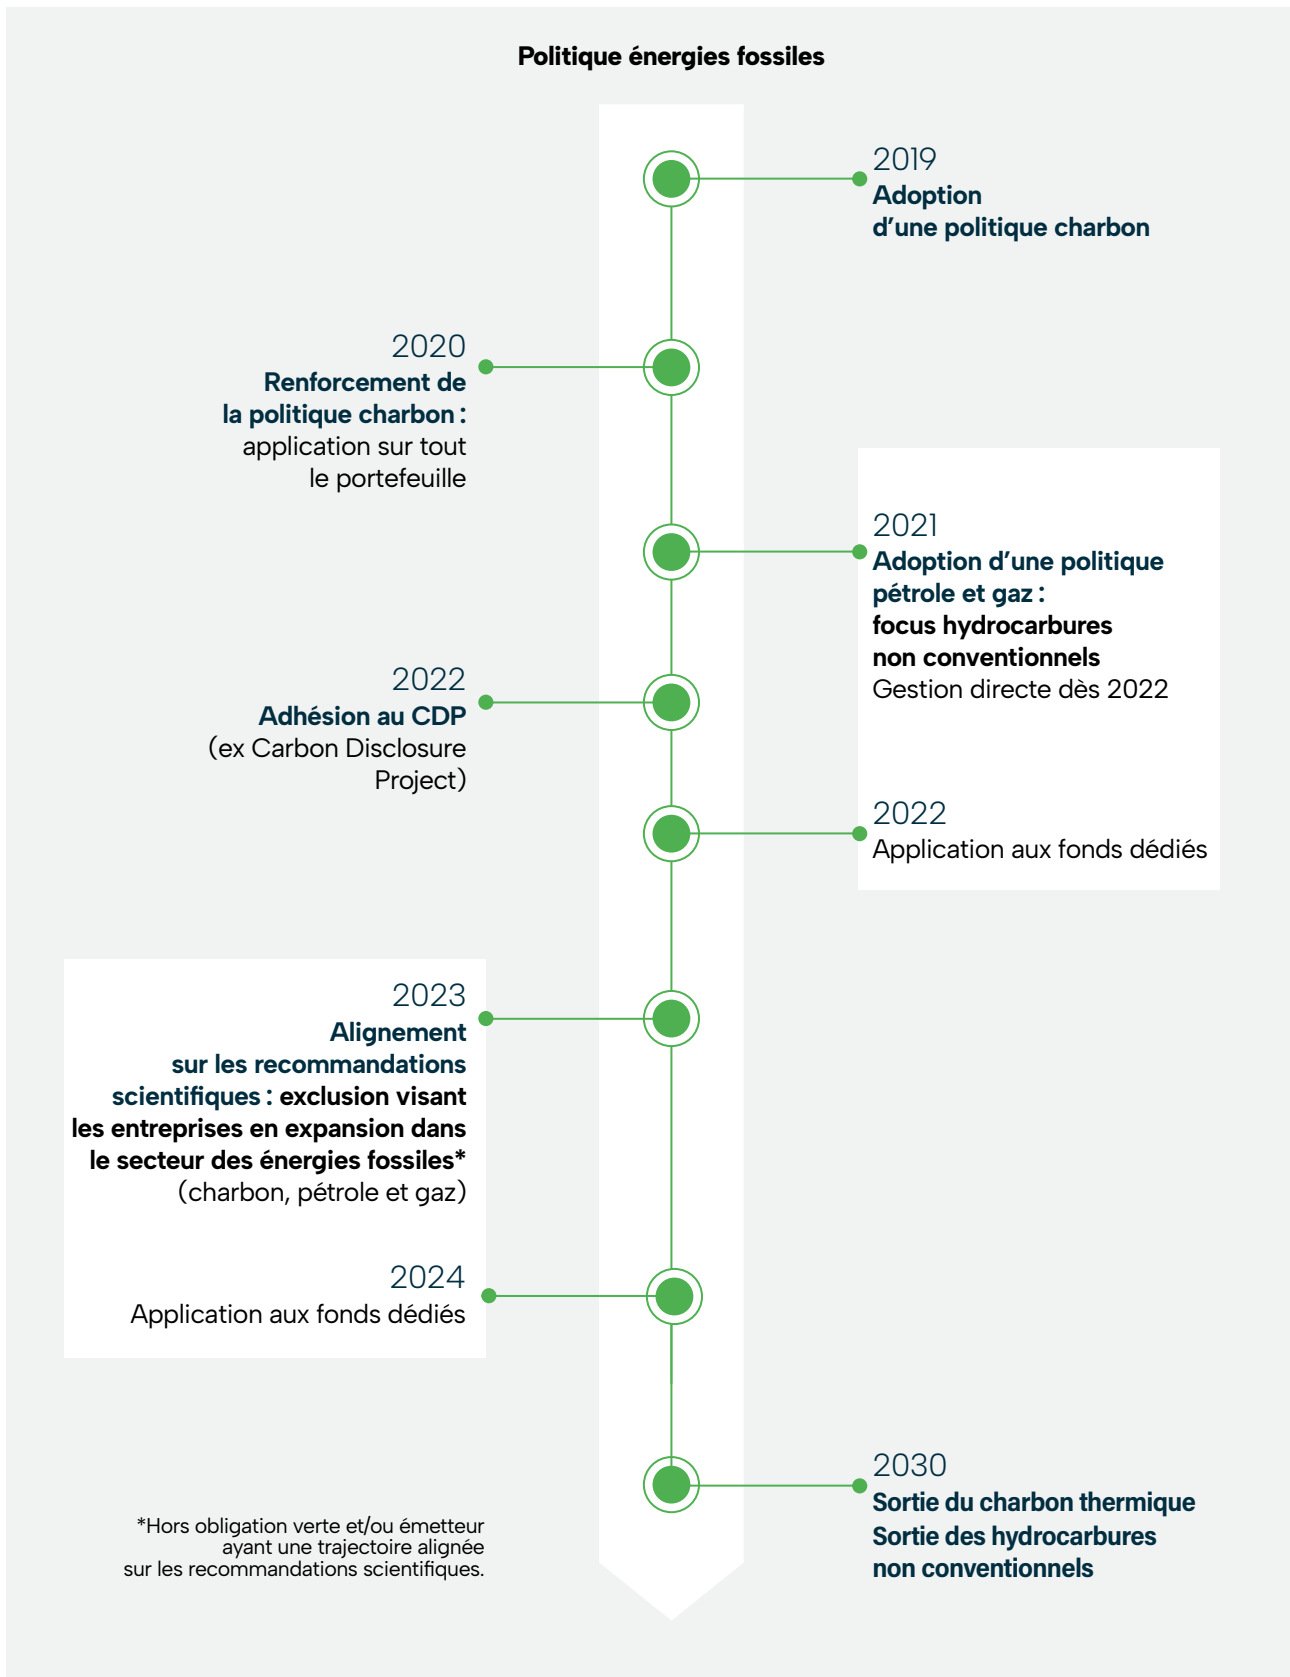 Politique énergies fossiles
2019
Adoption
d’une politique charbon
2020
Renforcement de
la politique charbon :
application sur tout
le portefeuille
2021
Adoption d’une politique
pétrole et gaz :
focus hydrocarbures
non conventionnels
Gestion directe dès 2022
2022
Adhésion au CDP
(ex Carbon Disclosure
Project)
2022
Application aux fonds dédiés
2023
Alignement
sur les recommandations
scientifiques : exclusion visant
les entreprises en expansion dans
le secteur des énergies fossiles*
(charbon, pétrole et gaz)
2024
Application aux fonds dédiés
2030
Sortie du charbon thermique
Sortie des hydrocarbures
non conventionnels
*Hors obligation verte et/ou émetteur
ayant une trajectoire alignée
sur les recommandations scientifiques.